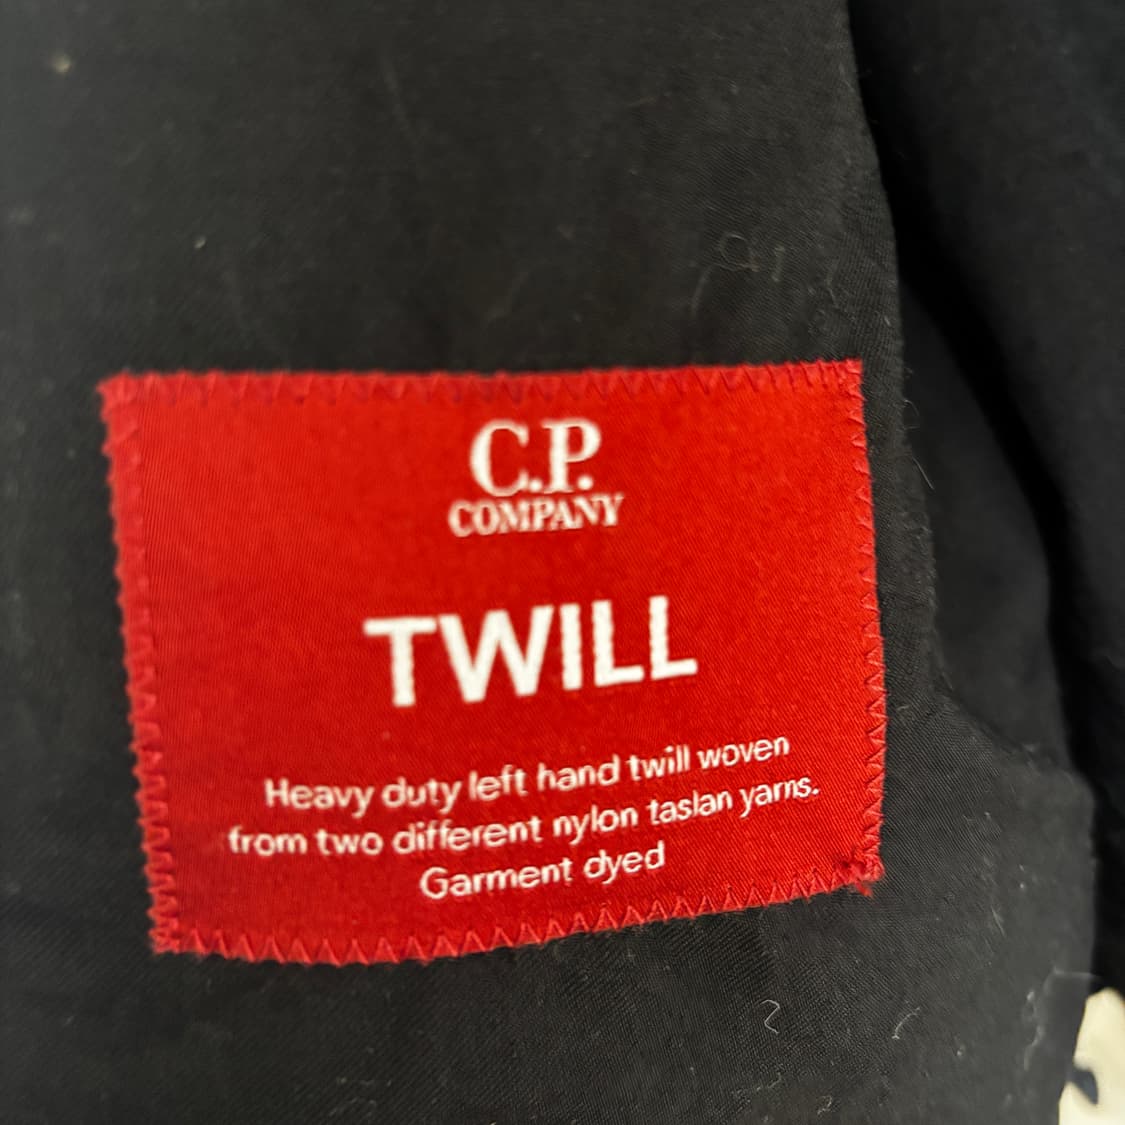 C.P.
COMPANY
TWILL
Heavy duty left hand twill woven
from two different nylon taslan yarns.
Garment dyed